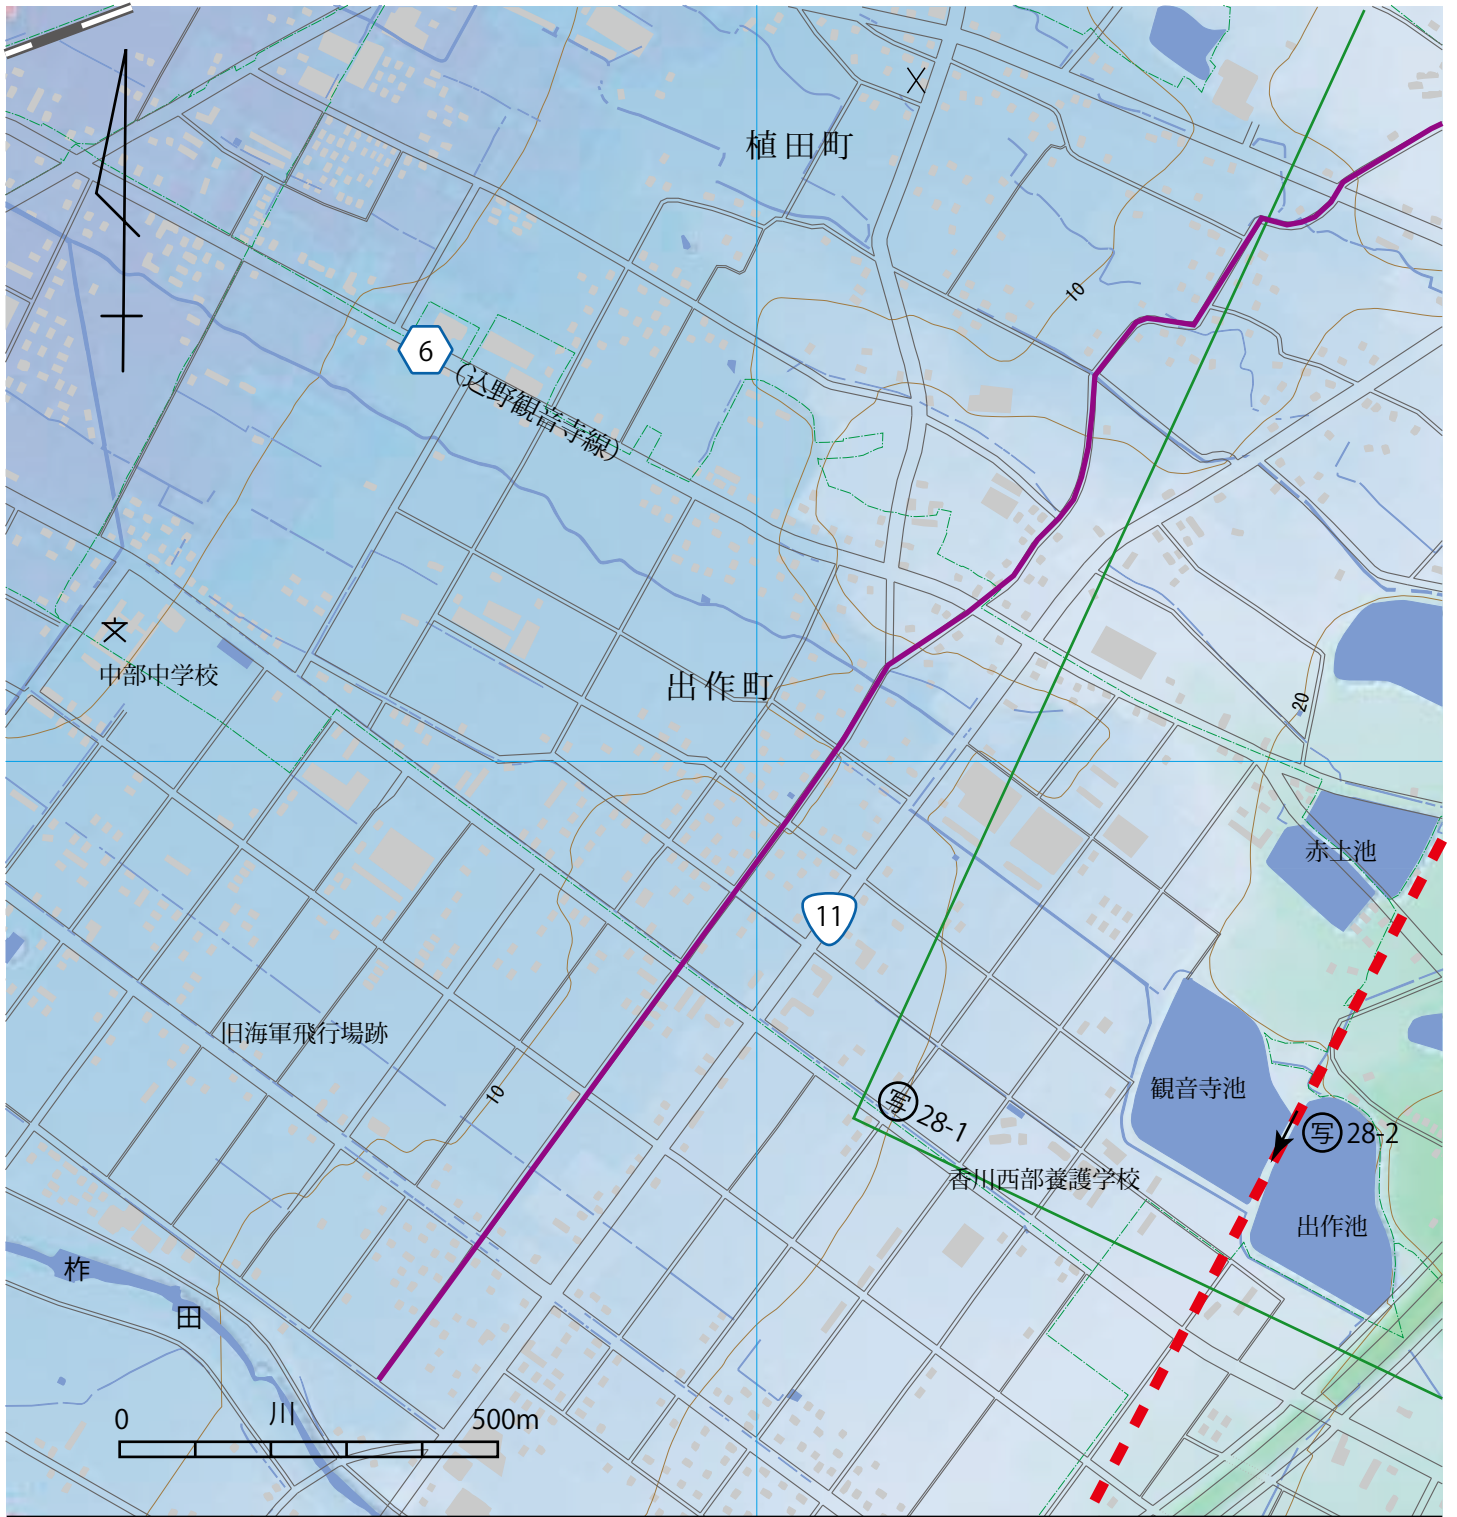 植田町
10
6
(込野観音寺線)
中部中学校
出作町
20
赤土池
11
旧海軍飛行場跡
10
写 28-1
観音寺池
写 28-2
香川西部養護学校
出作池
柞
田
川
0
500m